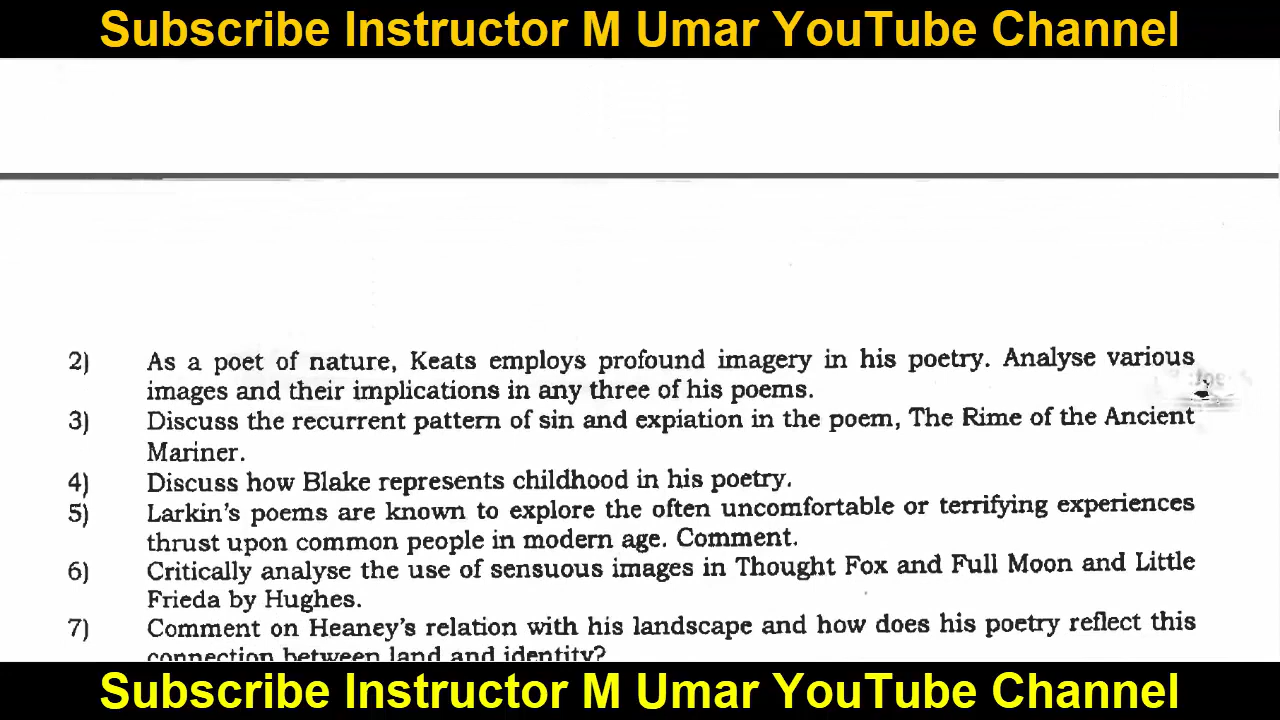 Subscribe Instructor M Umar YouTube Channel
2) As a poet of nature, Keats employs profound imagery in his poetry. Analyse various
images and their implications in any three of his poems.
3) Discuss the recurrent pattern of sin and expiation in the poem, The Rime of the Ancient
Mariner.
4) Discuss how Blake represents childhood in his poetry.
5) Larkin's poems are known to explore the often uncomfortable or terrifying experiences
thrust upon common people in modern age. Comment.
6) Critically analyse the use of sensuous images in Thought Fox and Full Moon and Little
Frieda by Hughes.
7) Comment on Heaney's relation with his landscape and how does his poetry reflect this
connection between land and identity?
Subscribe Instructor M Umar YouTube Channel